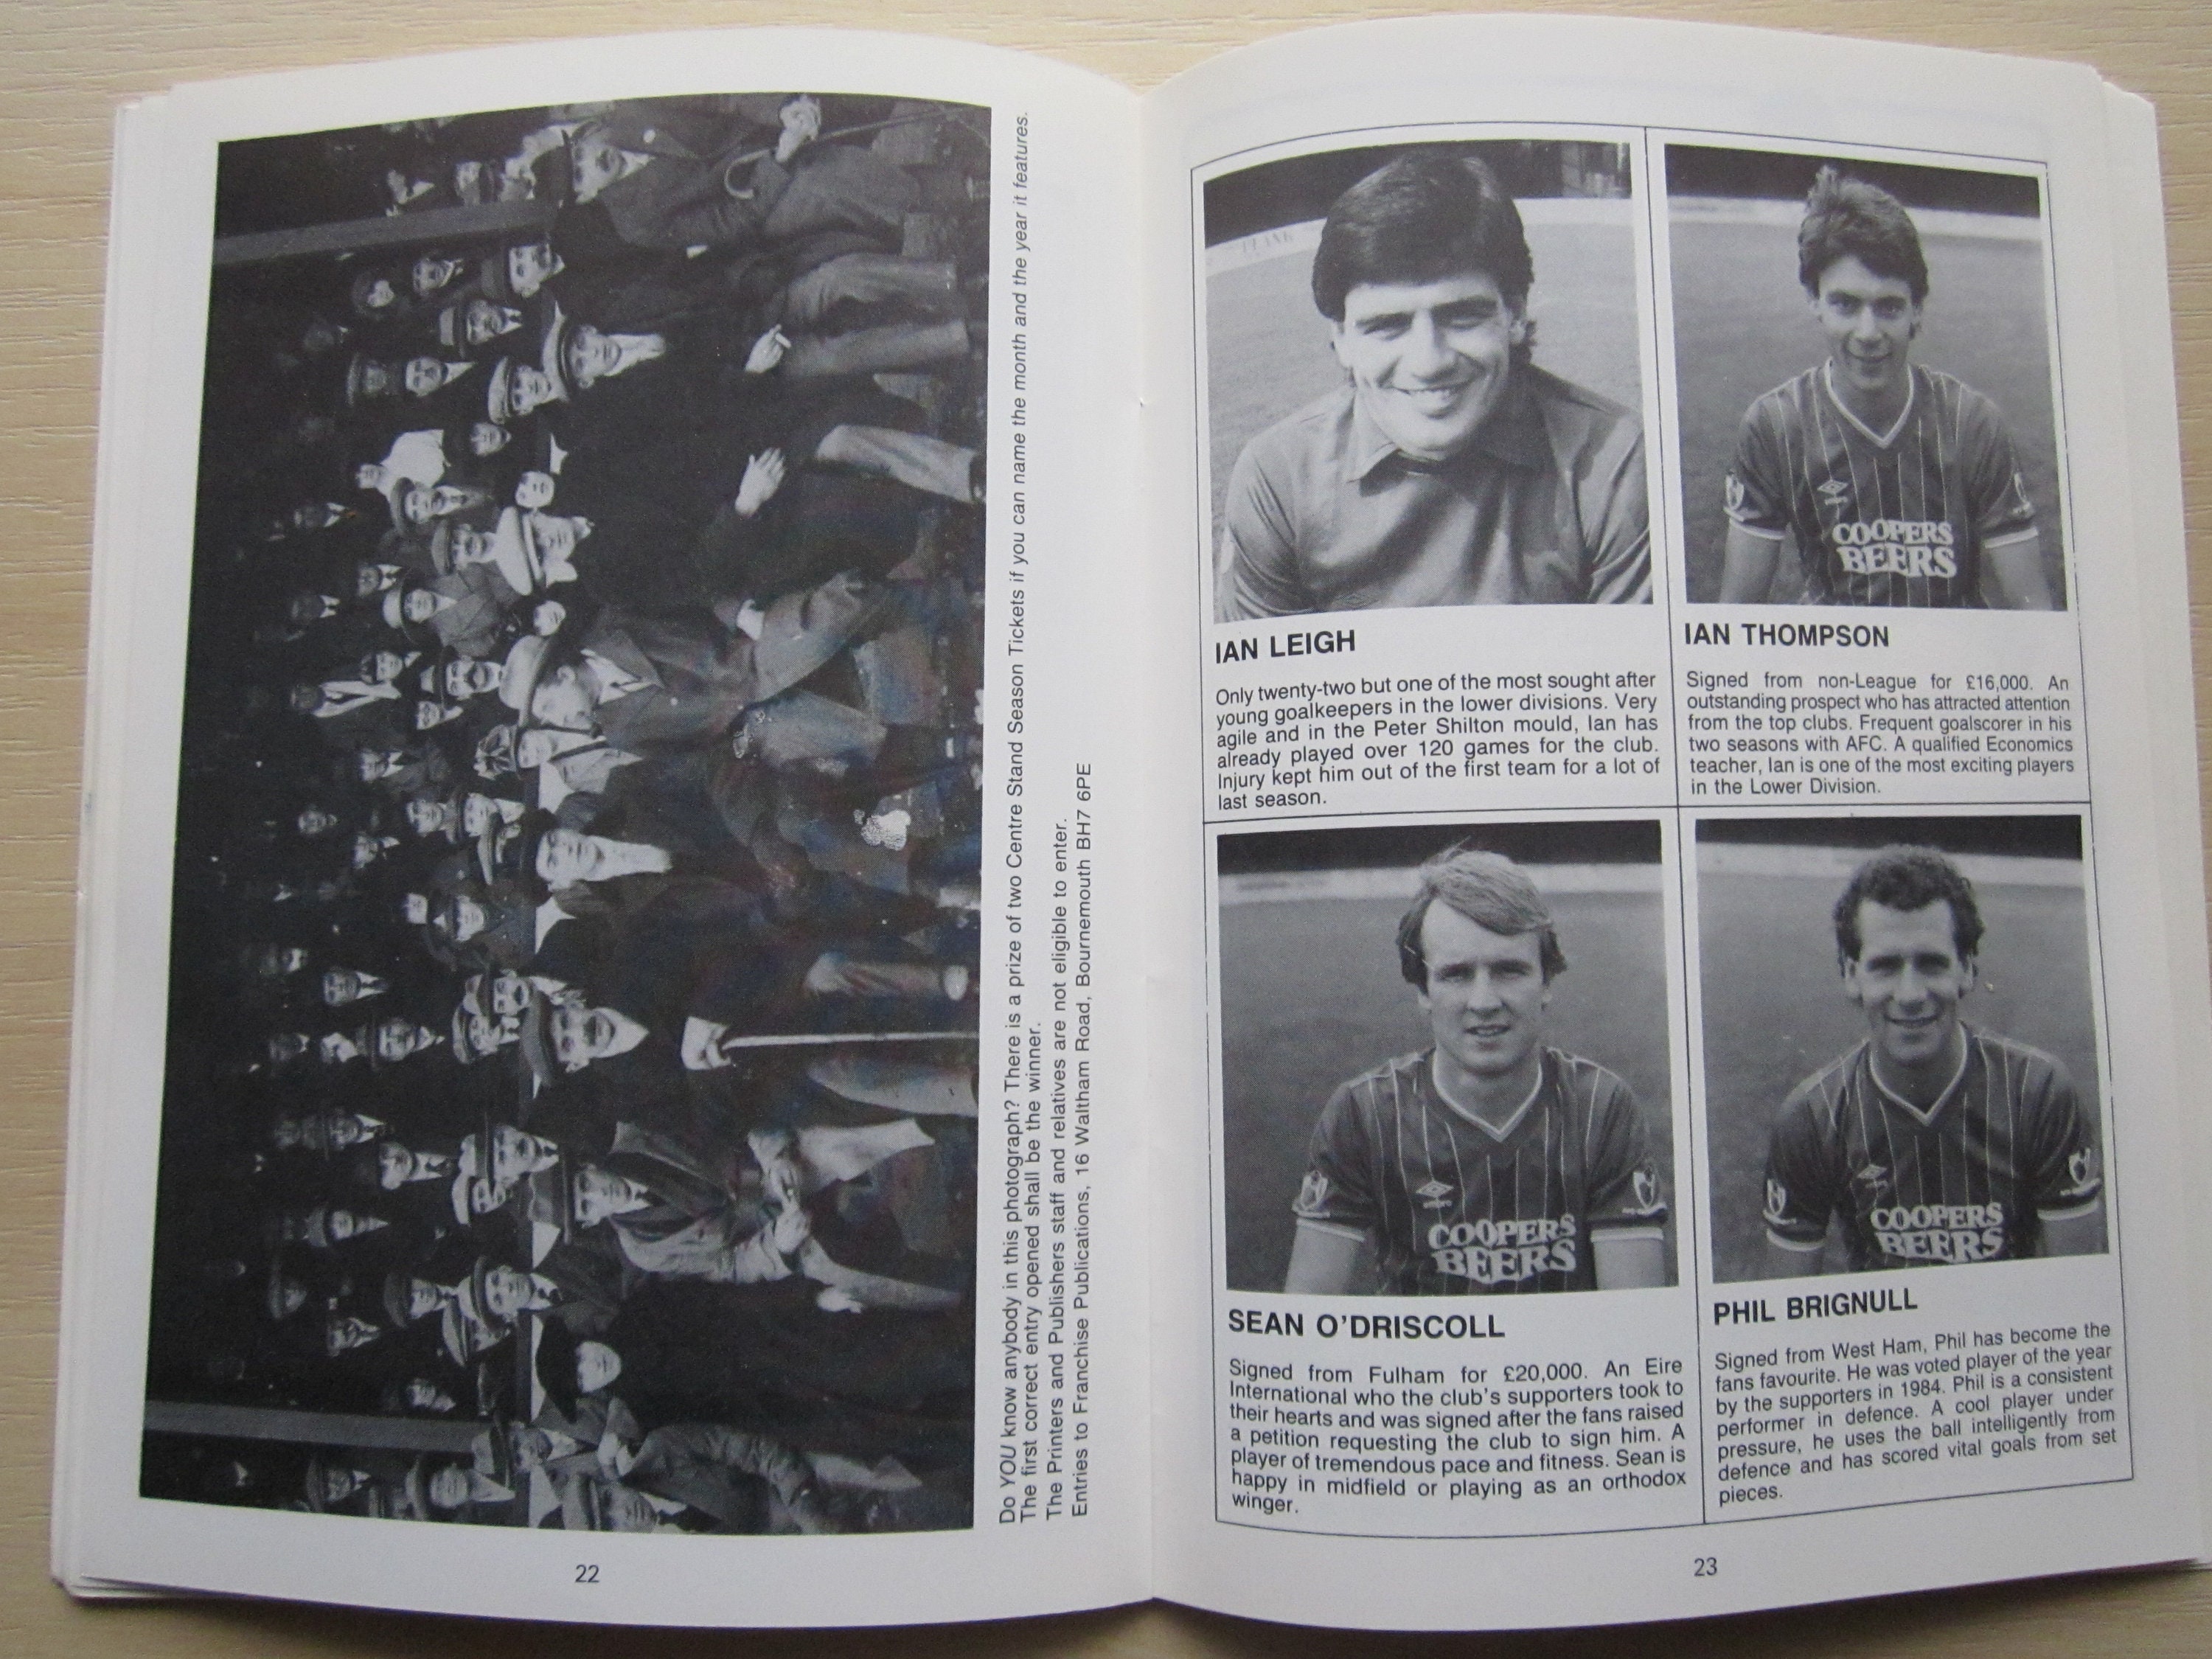 Do YOU know anybody in this photograph? There is a prize of two Centre Stand Season Tickets if you can name the month and the year it features.
The first correct entry opened shall be the winner.
The Printers and Publishers staff and relatives are not eligible to enter.
Entries to Franchise Publications, 16 Waltham Road, Bournemouth BH7 6PE
22
COOPERS
BEERS
IAN LEIGH
Only twenty-two but one of the most sought after
young goalkeepers in the lower divisions. Very
agile and in the Peter Shilton mould, Ian has
already played over 120 games for the club.
Injury kept him out of the first team for a lot of
last season.
IAN THOMPSON
Signed from non-League for £16,000. An
outstanding prospect who has attracted attention
from the top clubs. Frequent goalscorer in his
two seasons with AFC. A qualified Economics
teacher, Ian is one of the most exciting players
in the Lower Division.
COOPERS
BEERS
SEAN O'DRISCOLL
Signed from Fulham for £20,000. An Eire
International who the club's supporters took to
their hearts and was signed after the fans raised
a petition requesting the club to sign him. A
player of tremendous pace and fitness. Sean is
happy in midfield or playing as an orthodox
winger.
COOPERS
BEERS
PHIL BRIGNULL
Signed from West Ham, Phil has become the
fans favourite. He was voted player of the year
by the supporters in 1984. Phil is a consistent
performer in defence. A cool player under
pressure, he uses the ball intelligently from
defence and has scored vital goals from set
pieces.
23